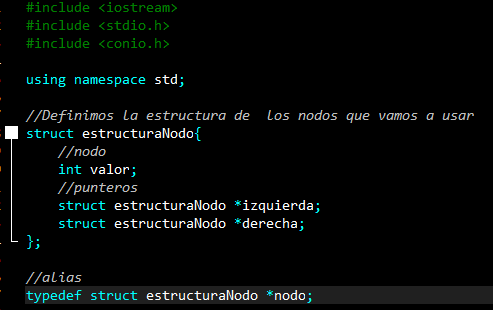 #include <iostream>
#include <stdio.h>
#include <conio.h>
using namespace std;
//Definimos la estructura de  los nodos que vamos a usar
struct estructuraNodo{
//nodo
int valor;
//punteros
struct estructuraNodo *izquierda;
struct estructuraNodo *derecha;
};
//alias
typedef struct estructuraNodo *nodo;